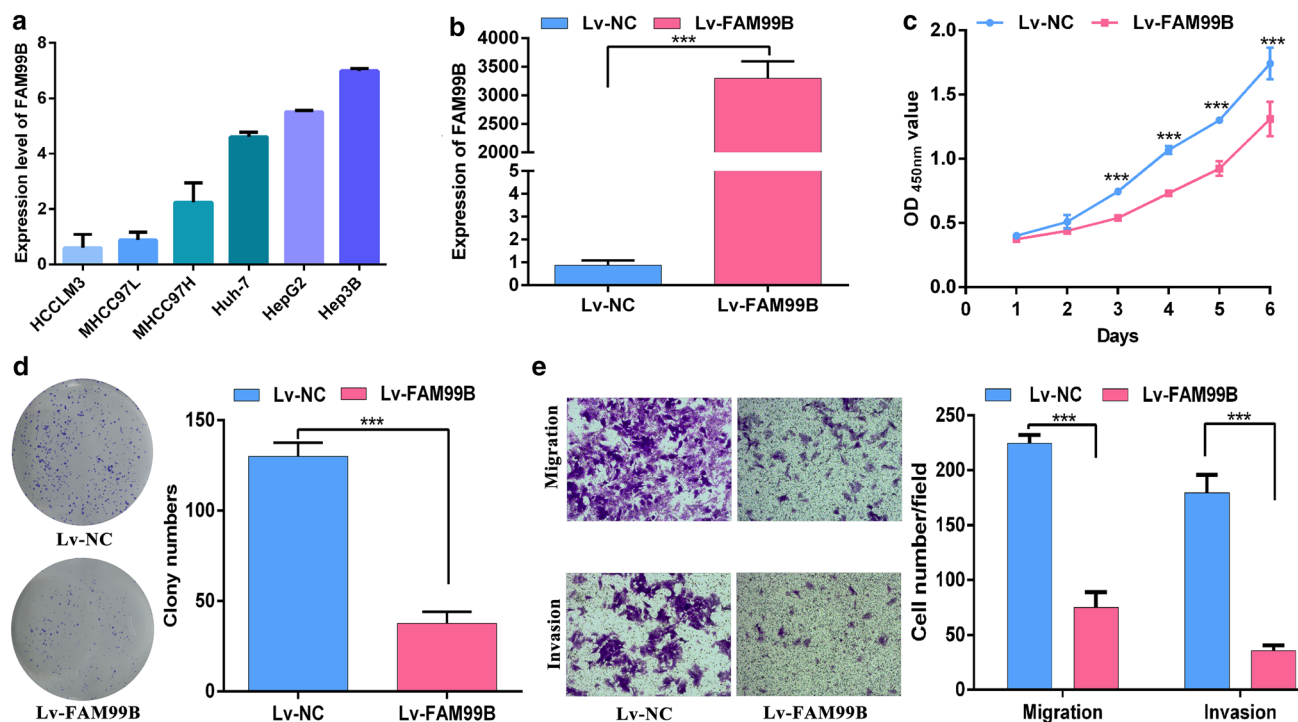 a
Expression level of FAM99B
8
6
4
2
0
HCCLM3
MHCC97L
MHCC97H
Huh-7
HepG2
Hep3B
b
Lv-NC
Lv-FAM99B
Expression of FAM99B
4000
3500
3000
2500
2000
5
4
3
2
1
0
***
Lv-NC
Lv-FAM99B
c
Lv-NC
Lv-FAM99B
OD 450nm value
2.0
1.5
1.0
0.5
0.0
***
***
***
***
1
2
3
4
5
6
Days
d
Lv-NC
Lv-FAM99B
Lv-NC
Lv-FAM99B
Clony numbers
150
100
50
0
***
Lv-NC
Lv-FAM99B
e
Migration
Invasion
Lv-NC
Lv-FAM99B
Lv-NC
Lv-FAM99B
Cell number/field
250
200
150
100
50
0
***
***
Migration
Invasion